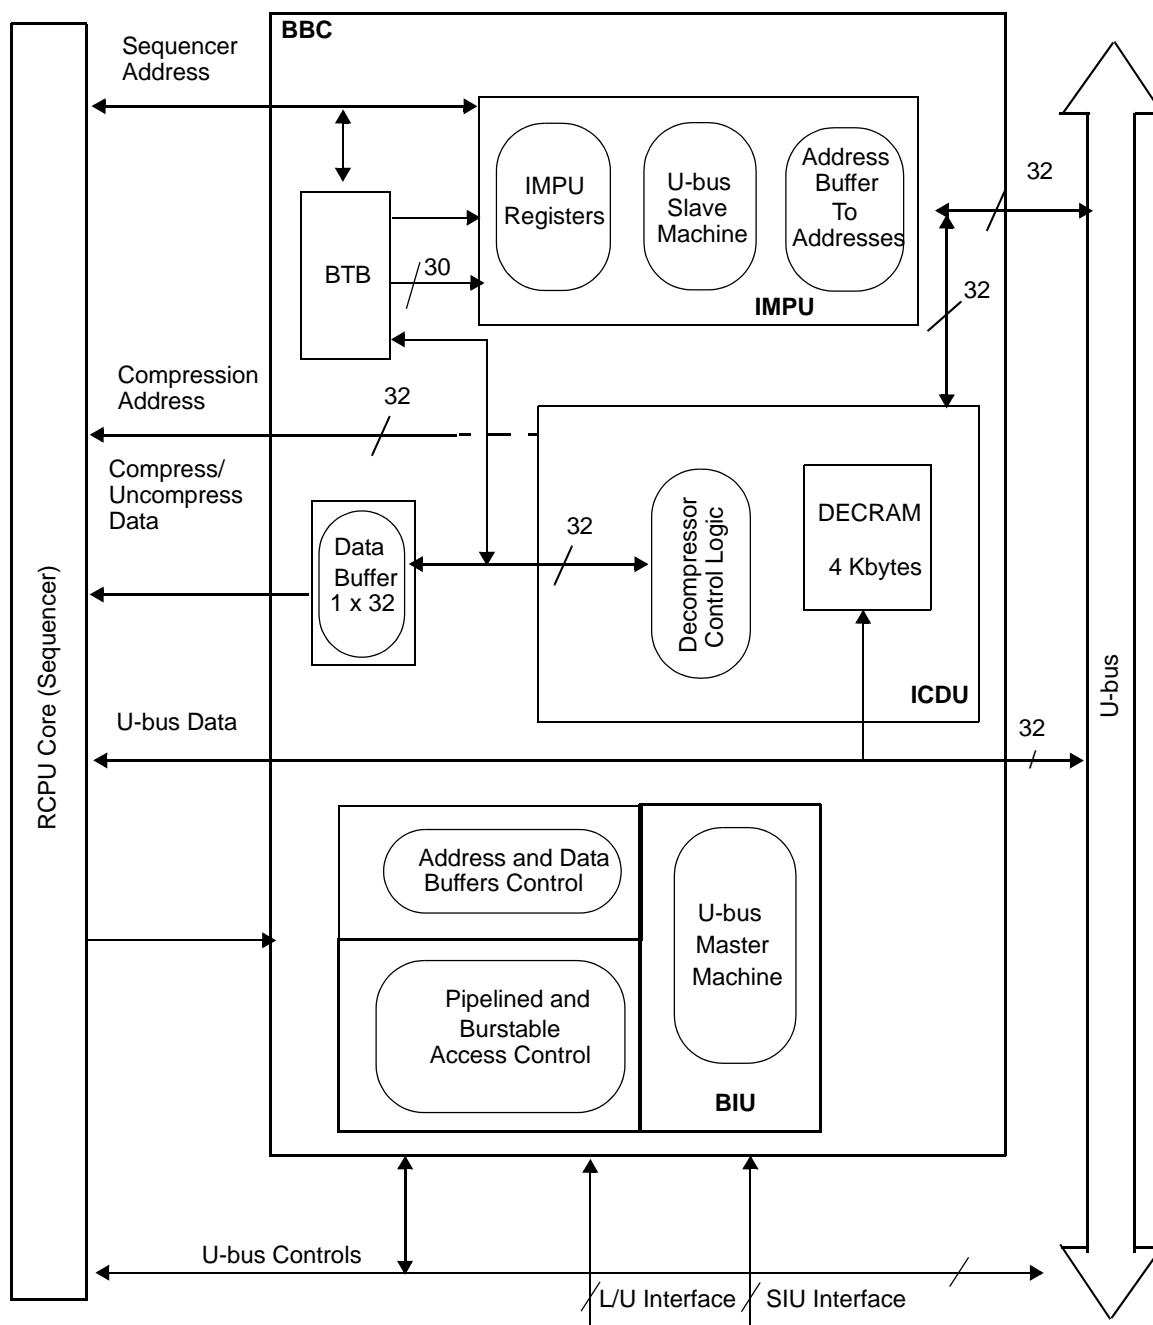 BBC
Sequencer
Address
IMPU
Registers
U-bus
Slave
Machine
Address
Buffer
To
Addresses
32
BTB
30
IMPU
32
Compression
Address
32
Compress/
Uncompress
Data
Data
Buffer
1 x 32
32
Decompressor
Control Logic
DECRAM
4 Kbytes
ICDU
RCPU Core (Sequencer)
U-bus
U-bus Data
32
Address and Data
Buffers Control
U-bus
Master
Machine
Pipelined and
Burstable
Access Control
BIU
U-bus Controls
L/U Interface
SIU Interface